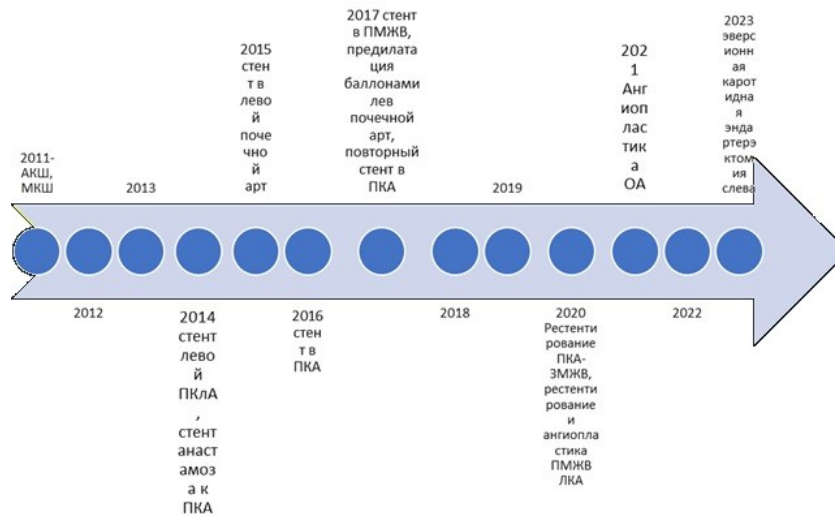 2011-
АКШ,
МКШ
2012
2013
2014
стент
лево
й
ПКлА
,
стент
анаст
амоз
а к
ПКА
2015
стен
т в
лево
й
поче
чно
й
арт
2016
стен
т в
ПКА
2017 стент
в ПМЖВ,
предилата
ция
баллонами
лев
почечной
арт,
повторный
стент в
ПКА
2018
2019
2020
Рестенти
рование
ПКА-
ЗМЖВ,
рестенти
рование
и
ангиопла
стика
ПМЖВ
ЛКА
202
1
Анг
иоп
лас
тик
а
ОА
2022
2023
эверс
ионн
ая
карот
идна
я
энда
ртерэ
ктом
ия
слева